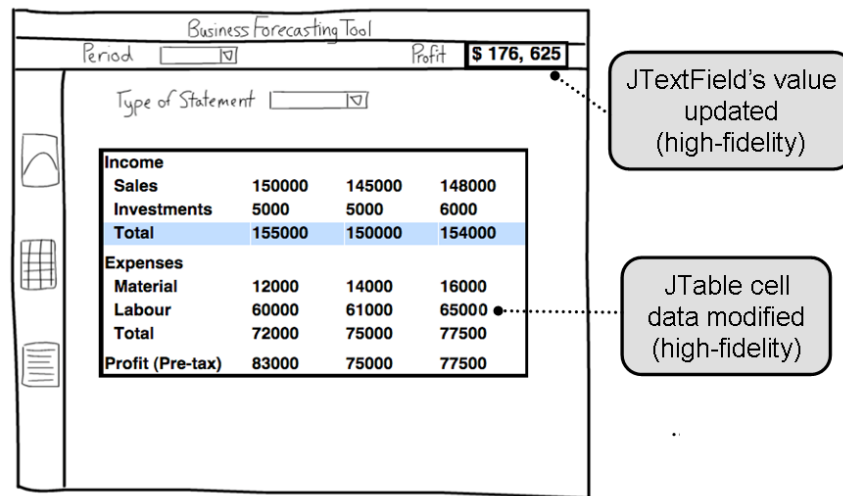 Business Forecasting Tool
Period
Profit
$ 176, 625
JTextField's value
updated
(high-fidelity)
Type of Statement
Income
Sales 150000 145000 148000
Investments 5000 5000 6000
Total 155000 150000 154000
Expenses
Material 12000 14000 16000
Labour 60000 61000 65000
Total 72000 75000 77500
Profit (Pre-tax) 83000 75000 77500
JTable cell
data modified
(high-fidelity)